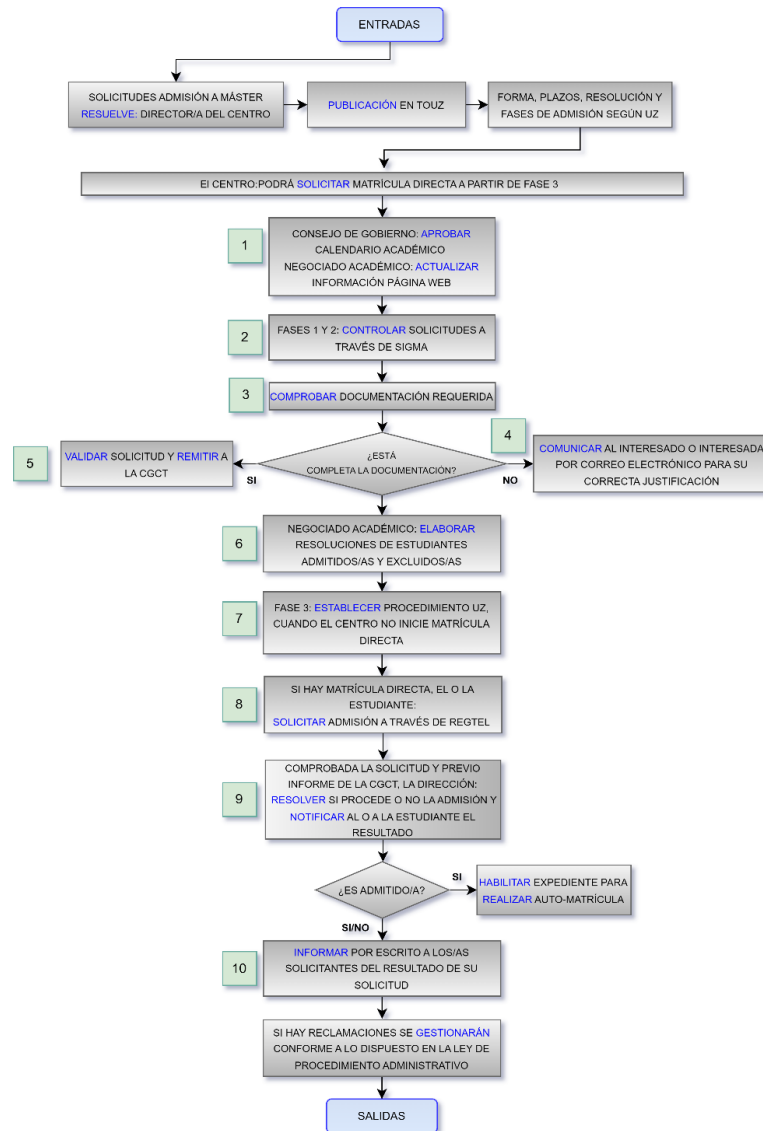 ENTRADAS
SOLICITUDES ADMISIÓN A MÁSTER
RESUELVE: DIRECTOR/A DEL CENTRO
PUBLICACIÓN EN TOUZ
FORMA, PLAZOS, RESOLUCIÓN Y
FASES DE ADMISIÓN SEGÚN UZ
El CENTRO:PODRÁ SOLICITAR MATRÍCULA DIRECTA A PARTIR DE FASE 3
1
CONSEJO DE GOBIERNO: APROBAR
CALENDARIO ACADÉMICO
NEGOCIADO ACADÉMICO: ACTUALIZAR
INFORMACIÓN PÁGINA WEB
2
FASES 1 Y 2: CONTROLAR SOLICITUDES A
TRAVÉS DE SIGMA
3
COMPROBAR DOCUMENTACIÓN REQUERIDA
4
5
VALIDAR SOLICITUD Y REMITIR A
LA CGCT
SI
¿ESTÁ
COMPLETA LA DOCUMENTACIÓN?
NO
COMUNICAR AL INTERESADO O INTERESADA
POR CORREO ELECTRÓNICO PARA SU
CORRECTA JUSTIFICACIÓN
6
NEGOCIADO ACADÉMICO: ELABORAR
RESOLUCIONES DE ESTUDIANTES
ADMITIDOS/AS Y EXCLUIDOS/AS
7
FASE 3: ESTABLECER PROCEDIMIENTO UZ,
CUANDO EL CENTRO NO INICIE MATRÍCULA
DIRECTA
8
SI HAY MATRÍCULA DIRECTA, EL O LA
ESTUDIANTE:
SOLICITAR ADMISIÓN A TRAVÉS DE REGTEL
9
COMPROBADA LA SOLICITUD Y PREVIO
INFORME DE LA CGCT, LA DIRECCIÓN:
RESOLVER SI PROCEDE O NO LA ADMISIÓN Y
NOTIFICAR AL O A LA ESTUDIANTE EL
RESULTADO
¿ES ADMITIDO/A?
SI
HABILITAR EXPEDIENTE PARA
REALIZAR AUTO-MATRÍCULA
SI/NO
10
INFORMAR POR ESCRITO A LOS/AS
SOLICITANTES DEL RESULTADO DE SU
SOLICITUD
SI HAY RECLAMACIONES SE GESTIONARÁN
CONFORME A LO DISPUESTO EN LA LEY DE
PROCEDIMIENTO ADMINISTRATIVO
SALIDAS